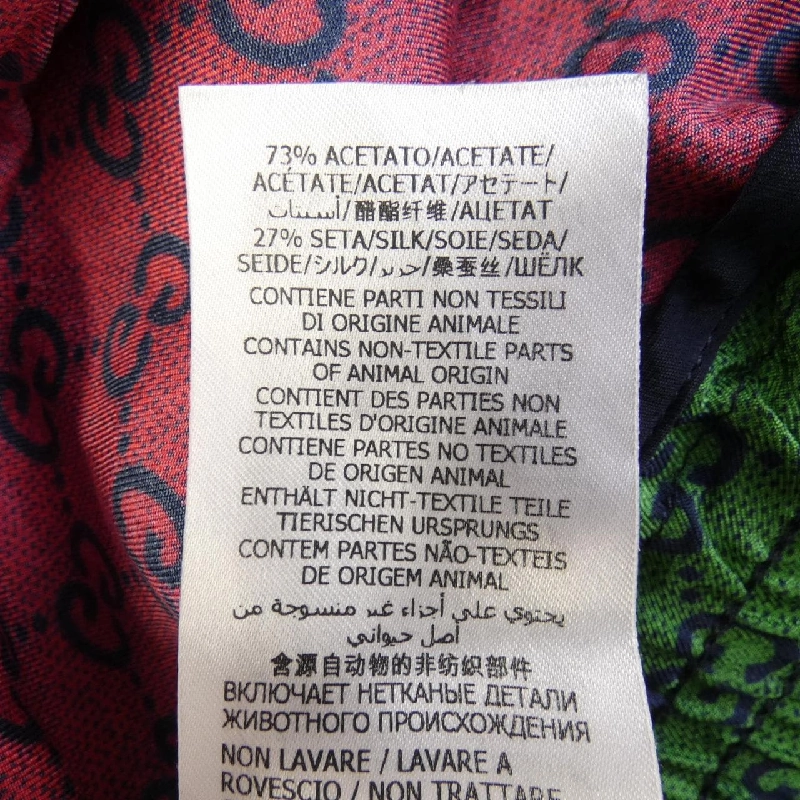 73% ACETATO/ACETATE/
ACÉTATE/ACETAT/アセテート/
أسيتات/醋酯纤维/АЦЕТАТ
27% SETA/SILK/SOIE/SEDA/
SEIDE/シルク/حرير/桑蚕丝/ШЁЛК
CONTIENE PARTI NON TESSILI
DI ORIGINE ANIMALE
CONTAINS NON-TEXTILE PARTS
OF ANIMAL ORIGIN
CONTIENT DES PARTIES NON
TEXTILES D'ORIGINE ANIMALE
CONTIENE PARTES NO TEXTILES
DE ORIGEN ANIMAL
ENTHÄLT NICHT-TEXTILE TEILE
TIERISCHEN URSPRUNGS
CONTEM PARTES NÃO-TEXTEIS
DE ORIGEM ANIMAL
يحتوي على أجزاء غير منسوجة من
أصل حيواني
含源自动物的非纺织部件
ВКЛЮЧАЕТ НЕТКАНЫЕ ДЕТАЛИ
ЖИВОТНОГО ПРОИСХОЖДЕНИЯ
NON LAVARE / LAVARE A
ROVESCIO / NON TRATTARE